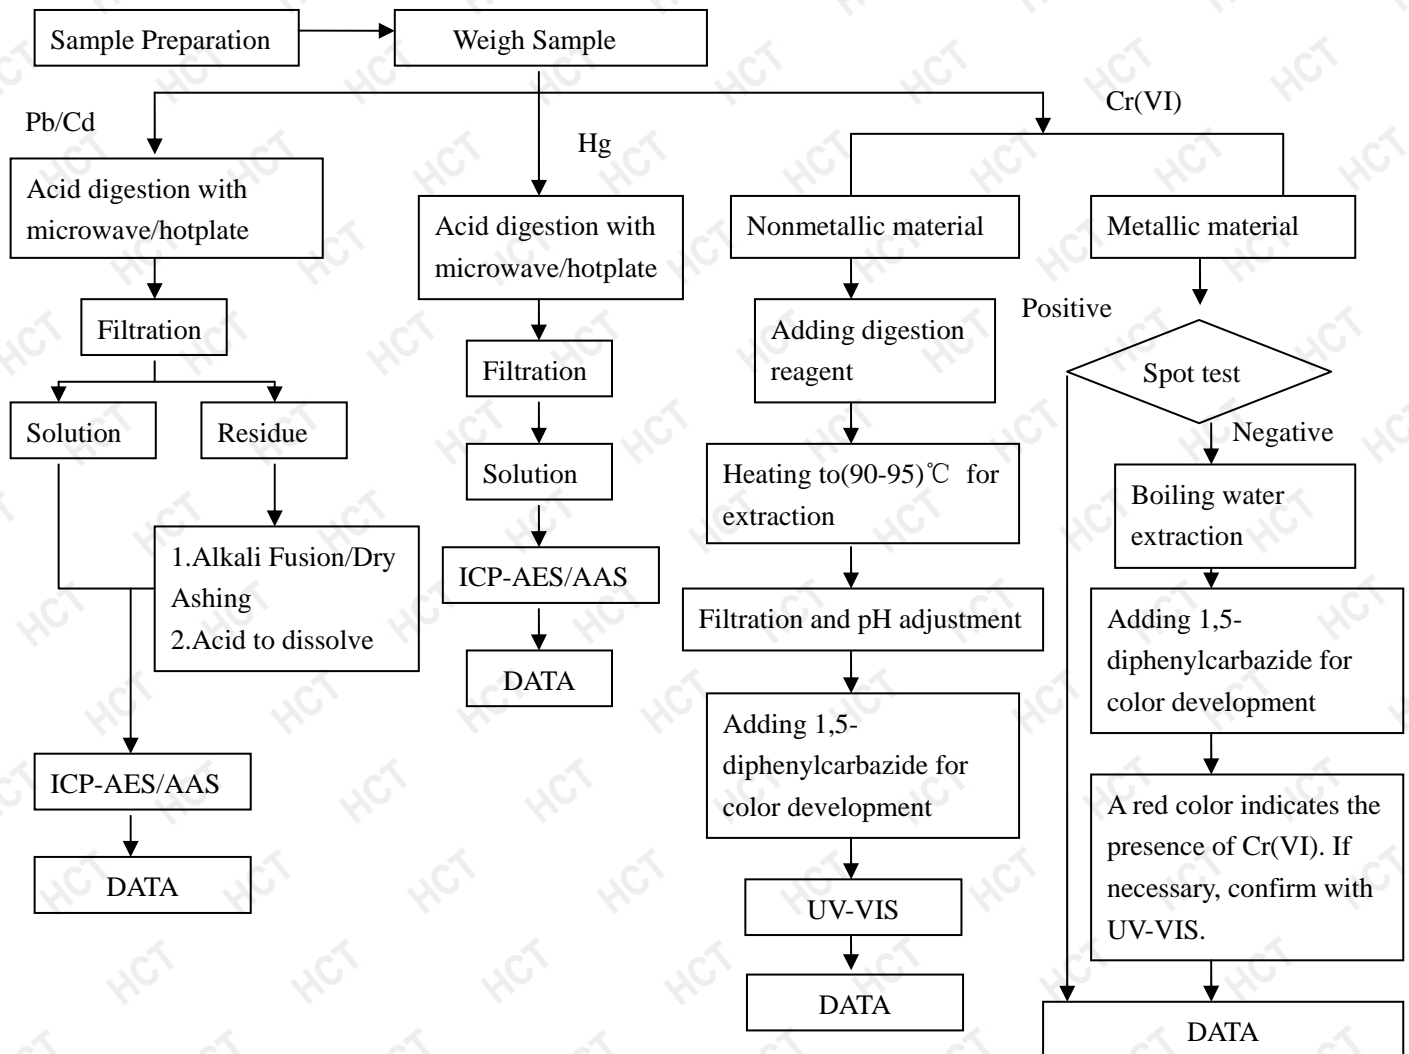 Sample Preparation
Weigh Sample
Pb/Cd
Hg
Cr(VI)
Acid digestion with
microwave/hotplate
Filtration
Solution
Residue
1.Alkali Fusion/Dry
Ashing
2.Acid to dissolve
ICP-AES/AAS
DATA
Acid digestion with
microwave/hotplate
Filtration
Solution
ICP-AES/AAS
DATA
Nonmetallic material
Adding digestion
reagent
Heating to(90-95)℃ for
extraction
Filtration and pH adjustment
Adding 1,5-
diphenylcarbazide for
color development
UV-VIS
DATA
Metallic material
Positive
Spot test
Negative
Boiling water
extraction
Adding 1,5-
diphenylcarbazide for
color development
A red color indicates the
presence of Cr(VI). If
necessary, confirm with
UV-VIS.
DATA
HCT